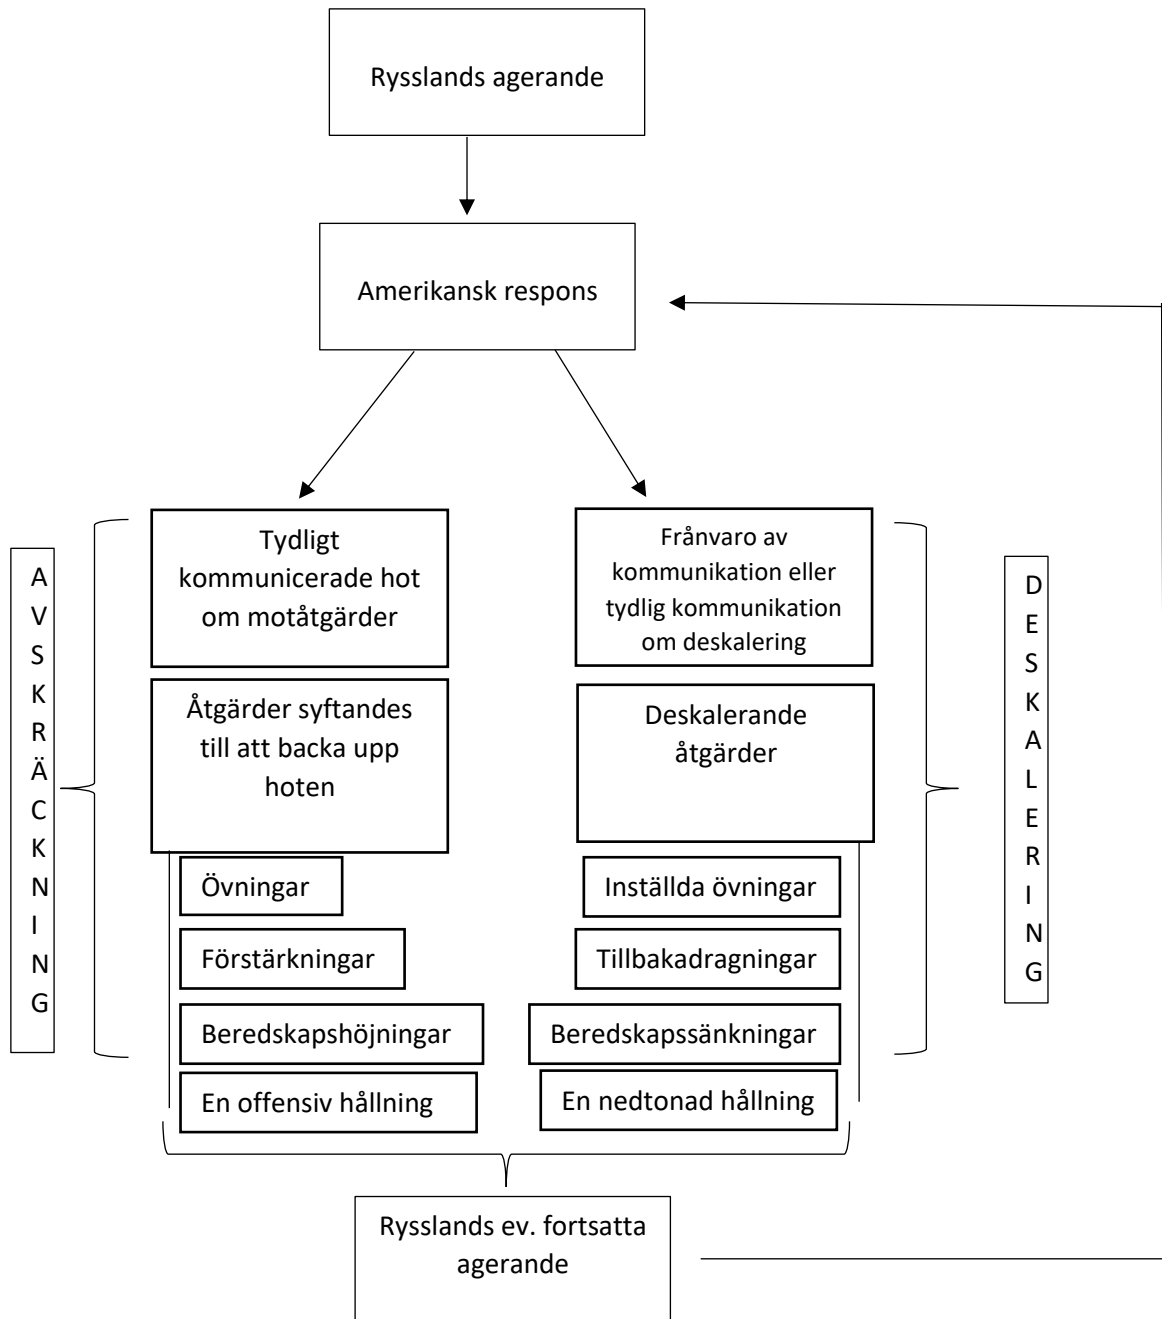 Rysslands agerande
Amerikansk respons
AVSKRÄCKNING
Tydligt
kommunicerade hot
om motåtgärder
Åtgärder syftandes
till att backa upp
hoten
Övningar
Förstärkningar
Beredskapshöjningar
En offensiv hållning
Frånvaro av
kommunikation eller
tydlig kommunikation
om deskalering
Deskalerande
åtgärder
Inställda övningar
Tillbakadragningar
Beredskapssänkningar
En nedtonad hållning
DESKALERING
Rysslands ev. fortsatta
agerande